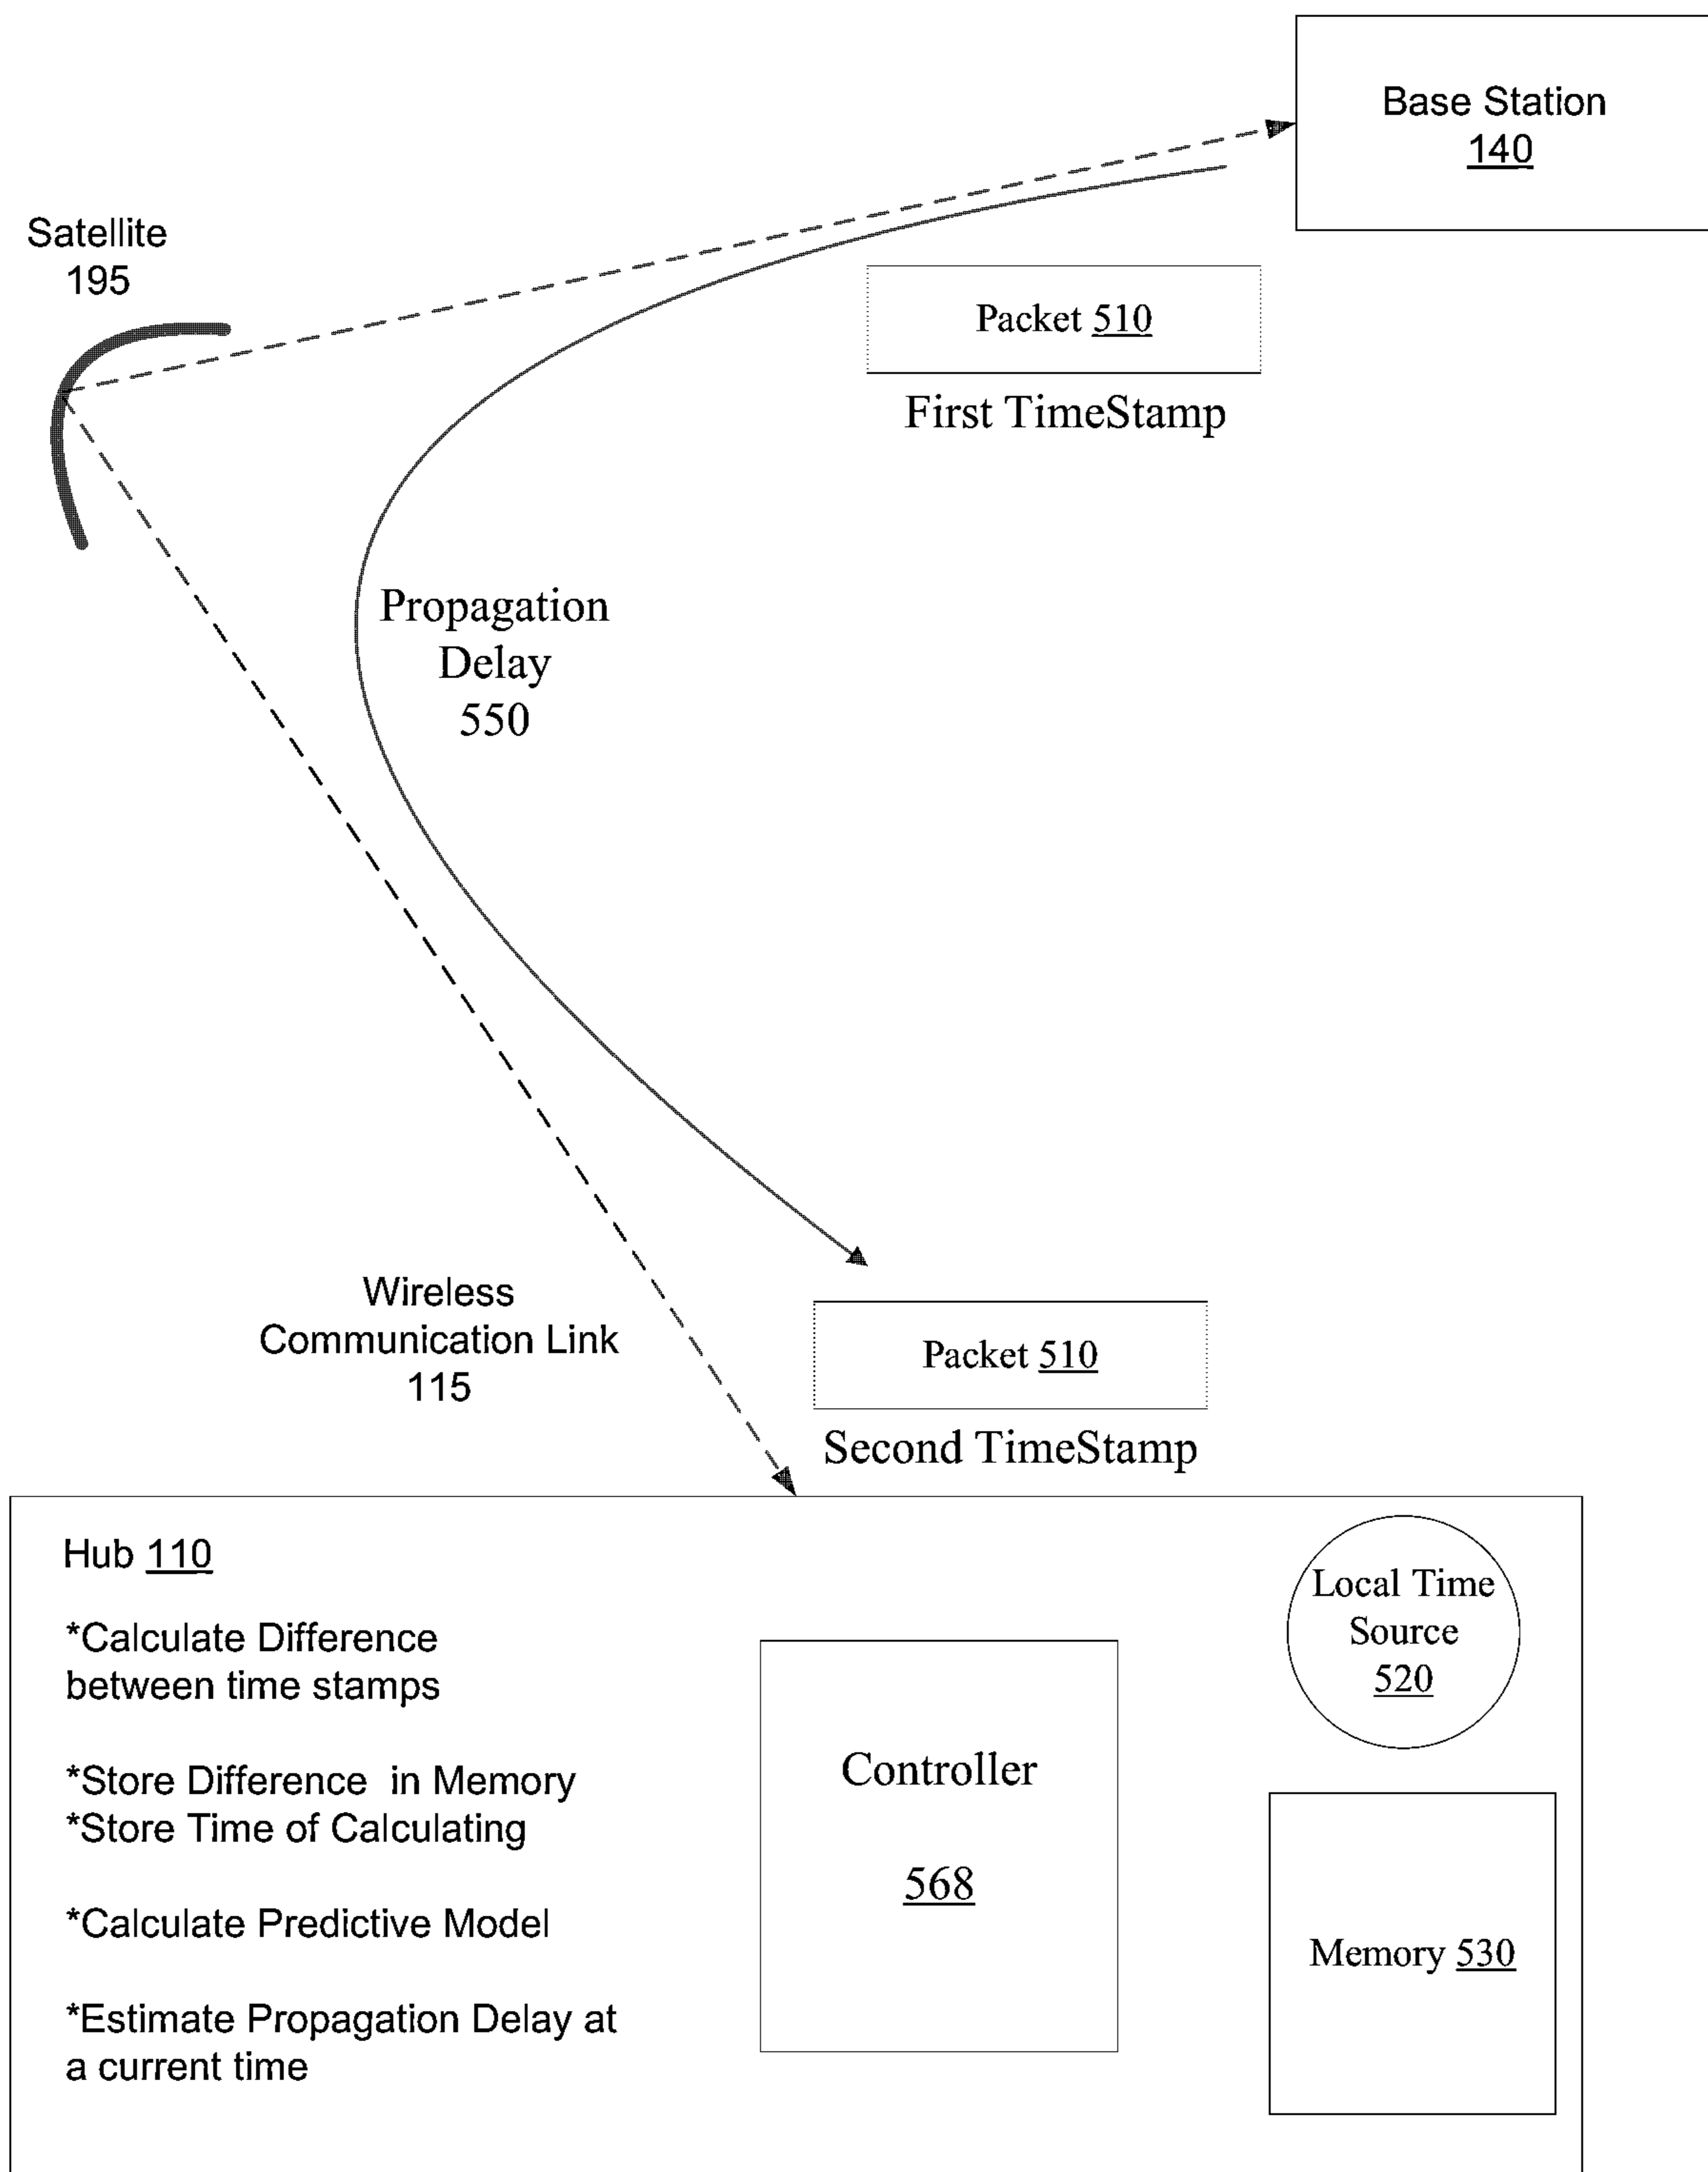 Base Station
140
Satellite
195
Packet 510
First TimeStamp
Propagation
Delay
550
Wireless
Communication Link
115
Packet 510
Second TimeStamp
Hub 110
*Calculate Difference
between time stamps
*Store Difference in Memory
*Store Time of Calculating
*Calculate Predictive Model
*Estimate Propagation Delay at
a current time
Controller
568
Local Time
Source
520
Memory 530